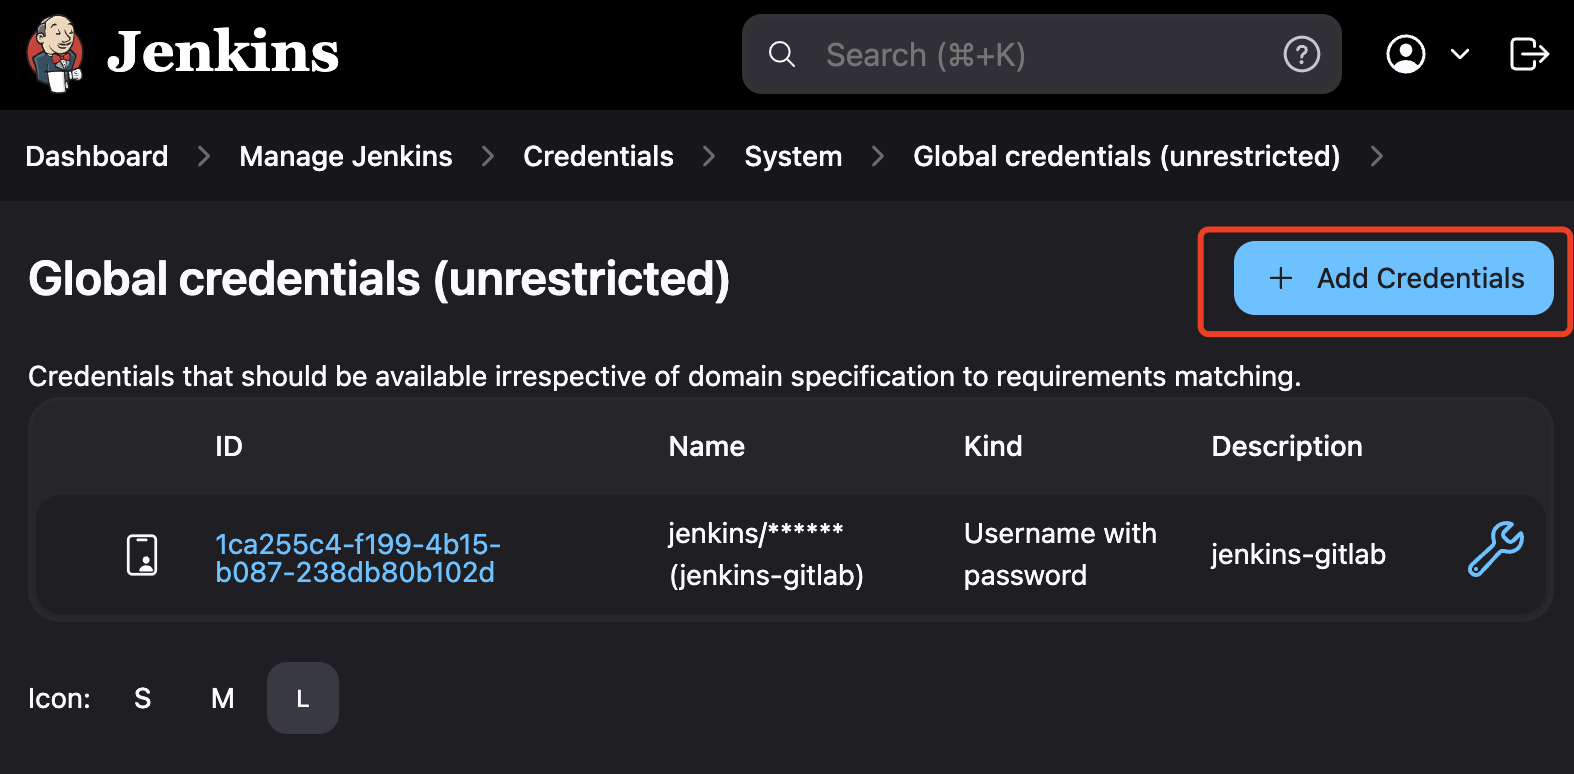 Jenkins
Search (⌘+K)
Dashboard
Manage Jenkins
Credentials
System
Global credentials (unrestricted)
Global credentials (unrestricted)
+ Add Credentials
Credentials that should be available irrespective of domain specification to requirements matching.
ID Name Kind Description
1ca255c4-f199-4b15-
b087-238db80b102d
jenkins/******
(jenkins-gitlab)
Username with
password
jenkins-gitlab
Icon: S M L